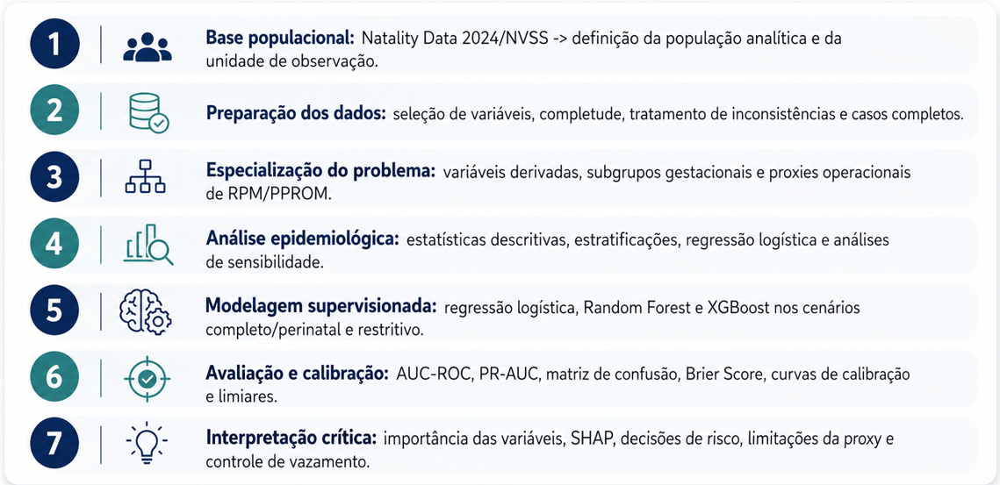 1
Base populacional: Natality Data 2024/NVSS -> definição da população analítica e da
unidade de observação.
2
Preparação dos dados: seleção de variáveis, completude, tratamento de inconsistências e casos completos.
3
Especialização do problema: variáveis derivadas, subgrupos gestacionais e proxies operacionais
de RPM/PPROM.
4
Análise epidemiológica: estatísticas descritivas, estratificações, regressão logística e análises
de sensibilidade.
5
Modelagem supervisionada: regressão logística, Random Forest e XGBoost nos cenários
completo/perinatal e restritivo.
6
Avaliação e calibração: AUC-ROC, PR-AUC, matriz de confusão, Brier Score, curvas de calibração
e limiares.
7
Interpretação crítica: importância das variáveis, SHAP, decisões de risco, limitações da proxy e
controle de vazamento.